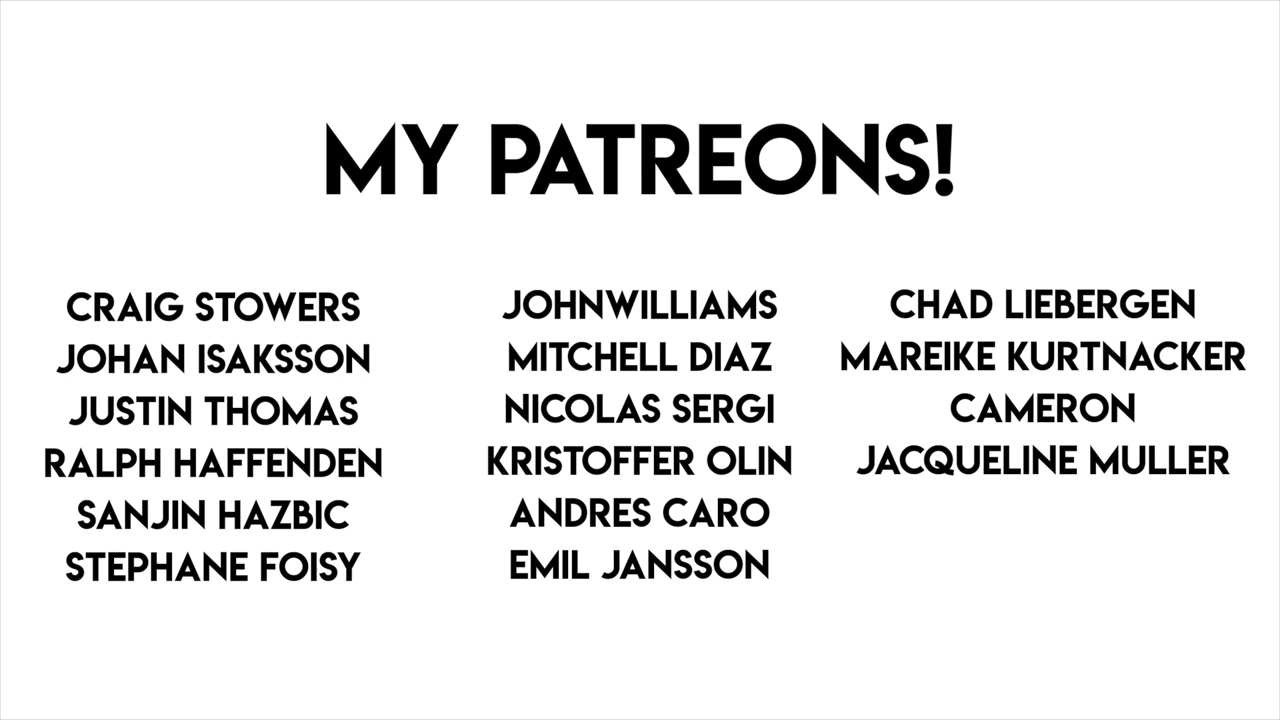 MY PATREONS!
CRAIG STOWERS
JOHAN ISAKSSON
JUSTIN THOMAS
RALPH HAFFENDEN
SANJIN HAZBIC
STEPHANE FOISY
JOHNWILLIAMS
MITCHELL DIAZ
NICOLAS SERGI
KRISTOFFER OLIN
ANDRES CARO
EMIL JANSSON
CHAD LIEBERGEN
MAREIKE KURTNACKER
CAMERON
JACQUELINE MULLER